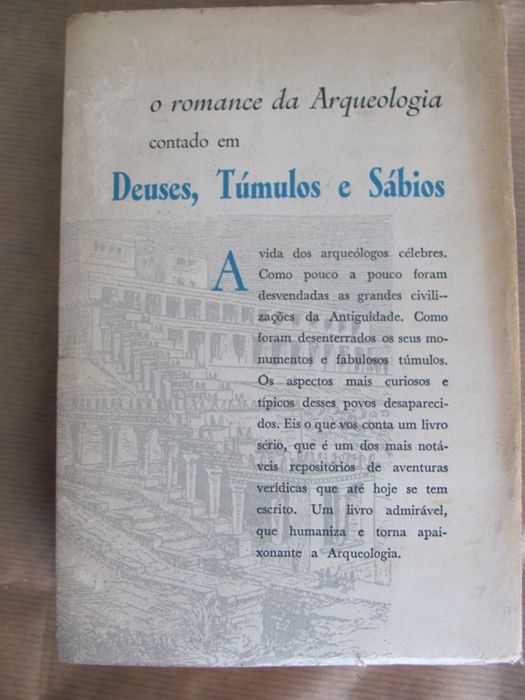 o romance da Arqueologia
contado em
Deuses, Túmulos e Sábios
A vida dos arqueólogos célebres.
Como pouco a pouco foram
desvendadas as grandes civili-
zações da Antiguidade. Como
foram desenterrados os seus mo-
numentos e fabulosos túmulos.
Os aspectos mais curiosos e
típicos desses povos desapareci-
dos. Eis o que vos conta um livro
sério, que é um dos mais notá-
veis repositórios de aventuras
verídicas que até hoje se tem
escrito. Um livro admirável,
que humaniza e torna apai-
xonante a Arqueologia.